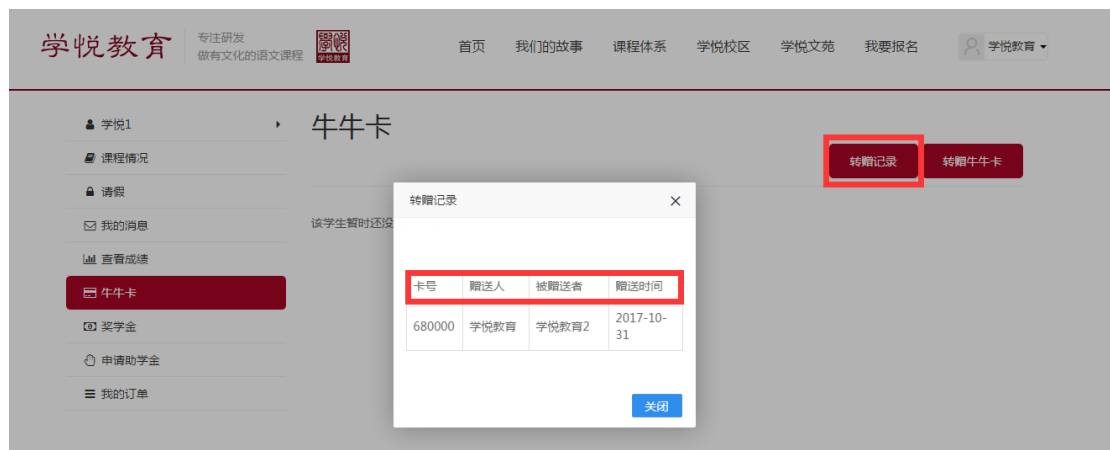 学悦教育
专注研发
做有文化的语文课程
学悦教育
首页 我们的故事 课程体系 学悦校区 学悦文苑 我要报名 学悦教育
学悦1
课程情况
请假
我的消息
查看成绩
牛牛卡
奖学金
申请助学金
我的订单
牛牛卡
转赠记录 转赠牛牛卡
该学生暂时还没
转赠记录
卡号 赠送人 被赠送者 赠送时间
680000 学悦教育 学悦教育2 2017-10-
31
关闭